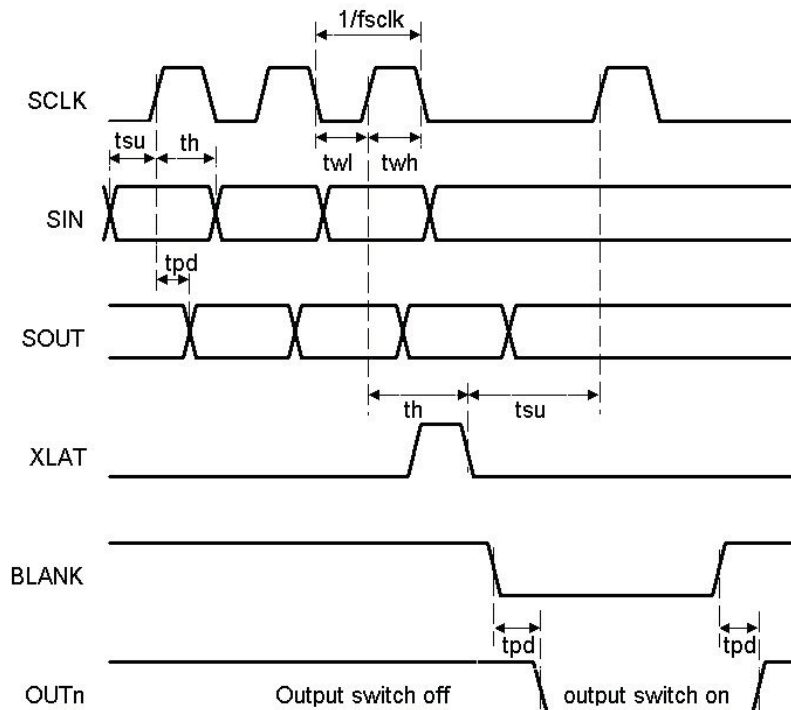 1/fsclk
SCLK
tsu th twl twh
SIN
tpd
SOUT
th tsu
XLAT
BLANK
tpd tpd
OUTn Output switch off output switch on